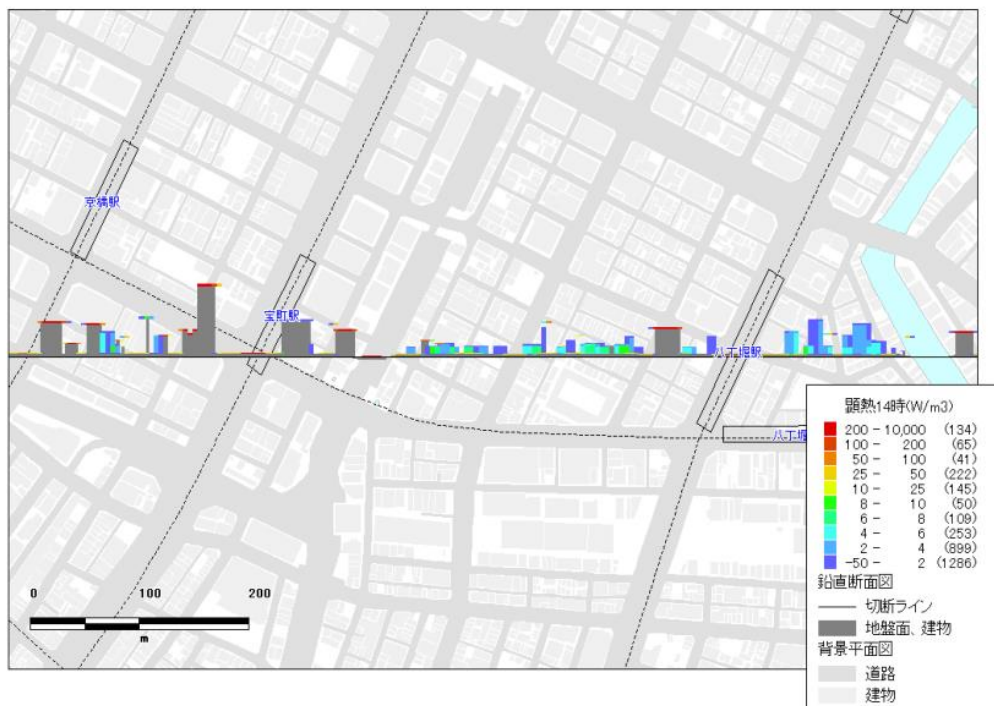 京橋駅
宝町駅
八丁堀駅
八丁堀
顕熱14時(W/m3)
200 - 10,000 (134)
100 - 200 (65)
50 - 100 (41)
25 - 50 (222)
10 - 25 (145)
8 - 10 (50)
6 - 8 (109)
4 - 6 (253)
2 - 4 (899)
-50 - 2 (1286)
鉛直断面図
切断ライン
地盤面、建物
背景平面図
道路
建物
0 100 200
m